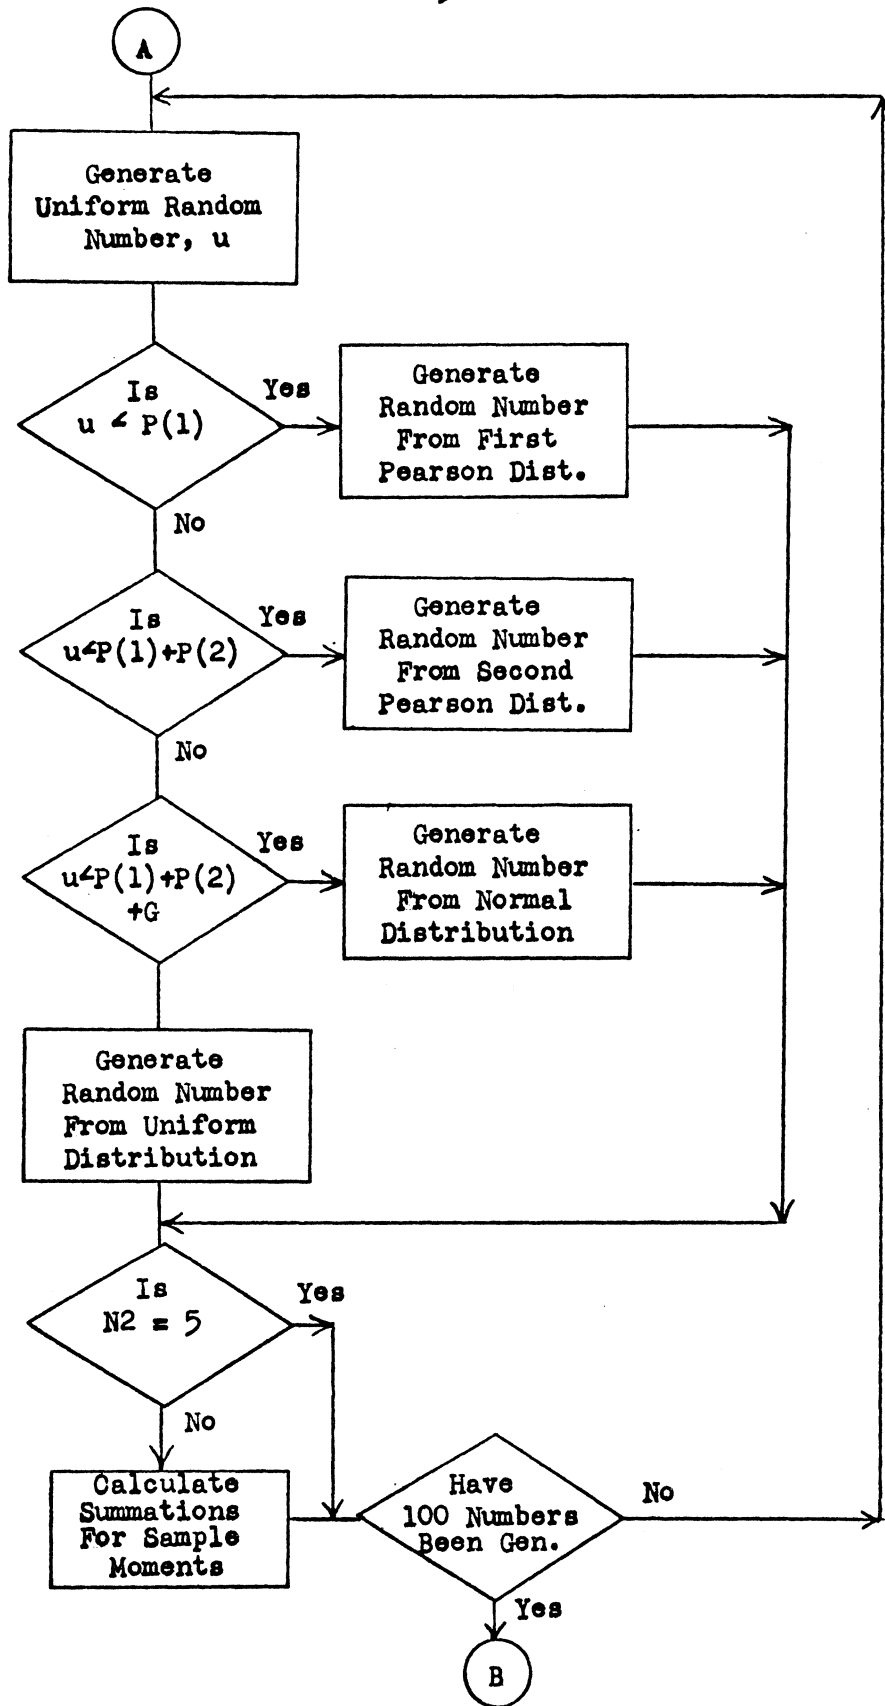 A
Generate
Uniform Random
Number, u
Is
u < P(1)
Yes
Generate
Random Number
From First
Pearson Dist.
No
Is
u<P(1)+P(2)
Yes
Generate
Random Number
From Second
Pearson Dist.
No
Is
u<P(1)+P(2)
+G
Yes
Generate
Random Number
From Normal
Distribution
Generate
Random Number
From Uniform
Distribution
Is
N2 = 5
Yes
No
Calculate
Summations
For Sample
Moments
Have
100 Numbers
Been Gen.
No
Yes
B